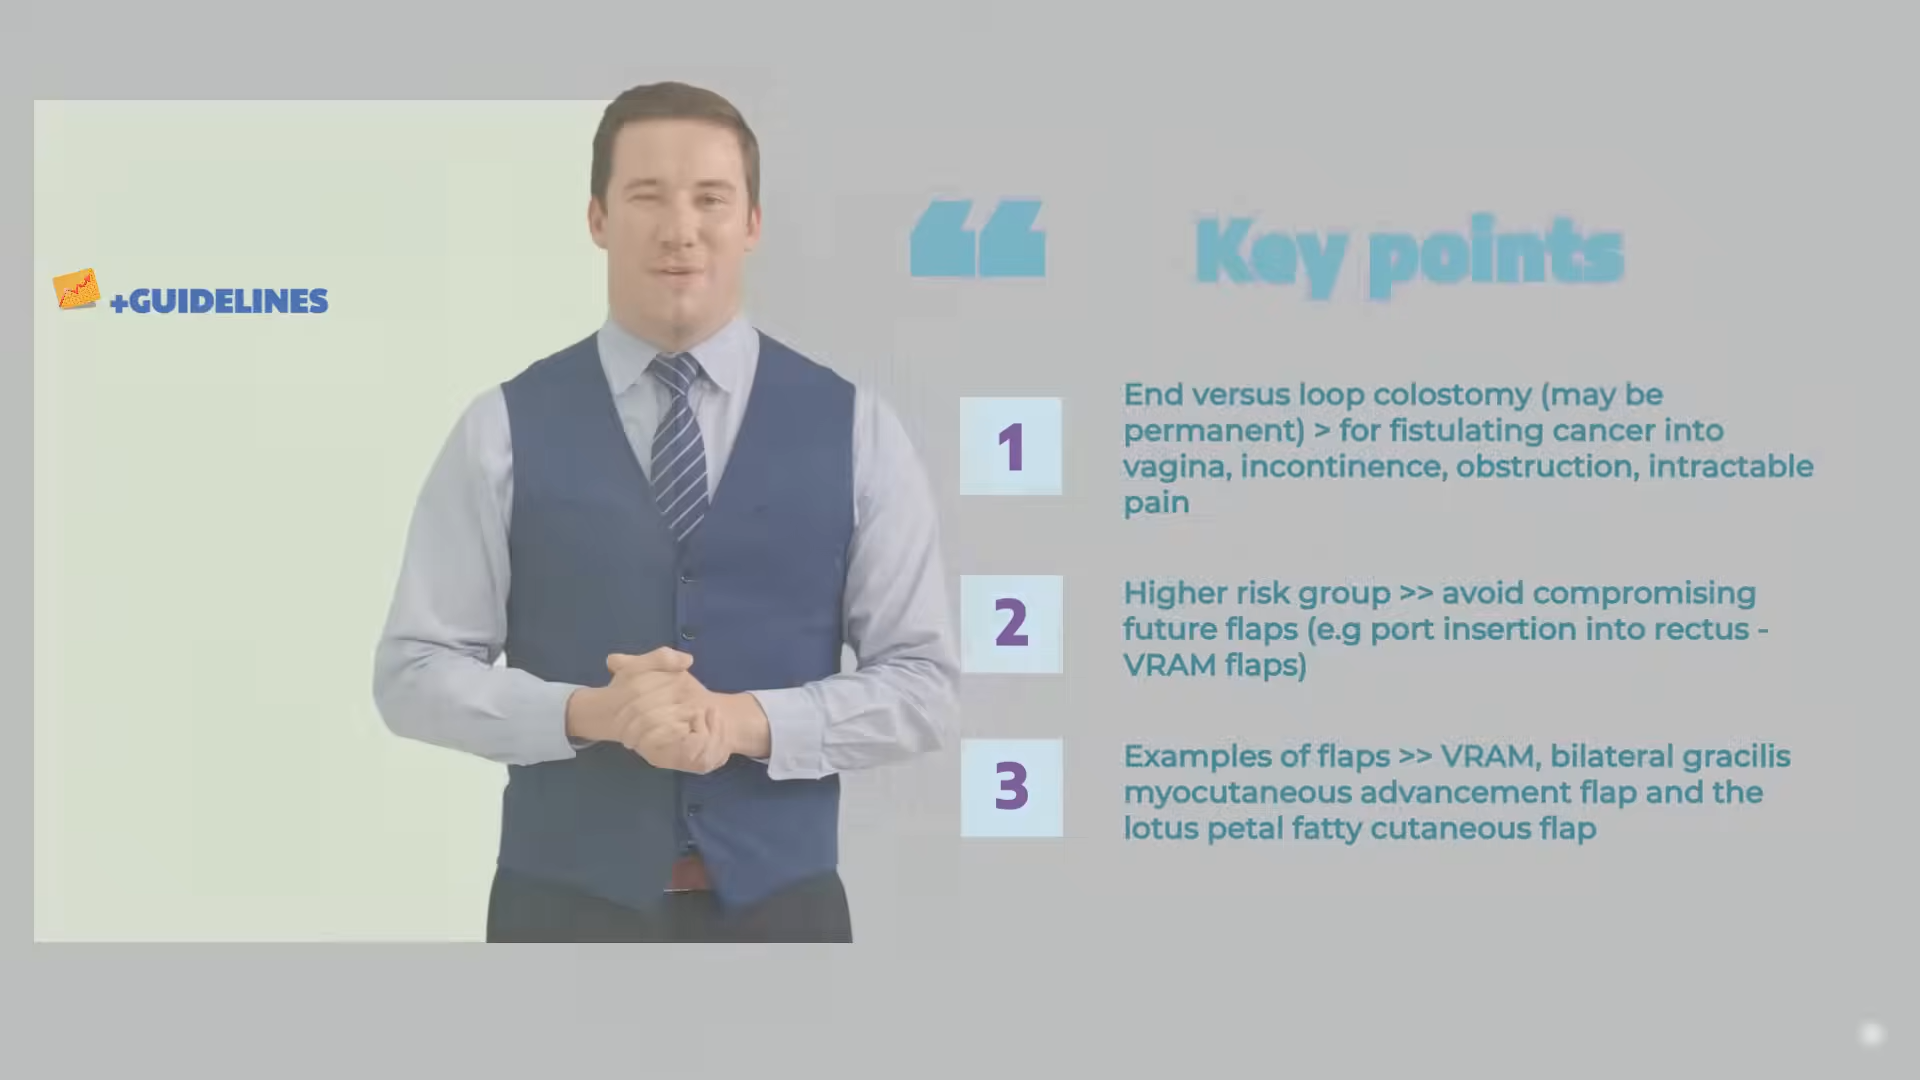 +GUIDELINES
Key points
1
End versus loop colostomy (may be
permanent) > for fistulating cancer into
vagina, incontinence, obstruction, intractable
pain
2
Higher risk group >> avoid compromising
future flaps (e.g port insertion into rectus -
VRAM flaps)
3
Examples of flaps >> VRAM, bilateral gracilis
myocutaneous advancement flap and the
lotus petal fatty cutaneous flap